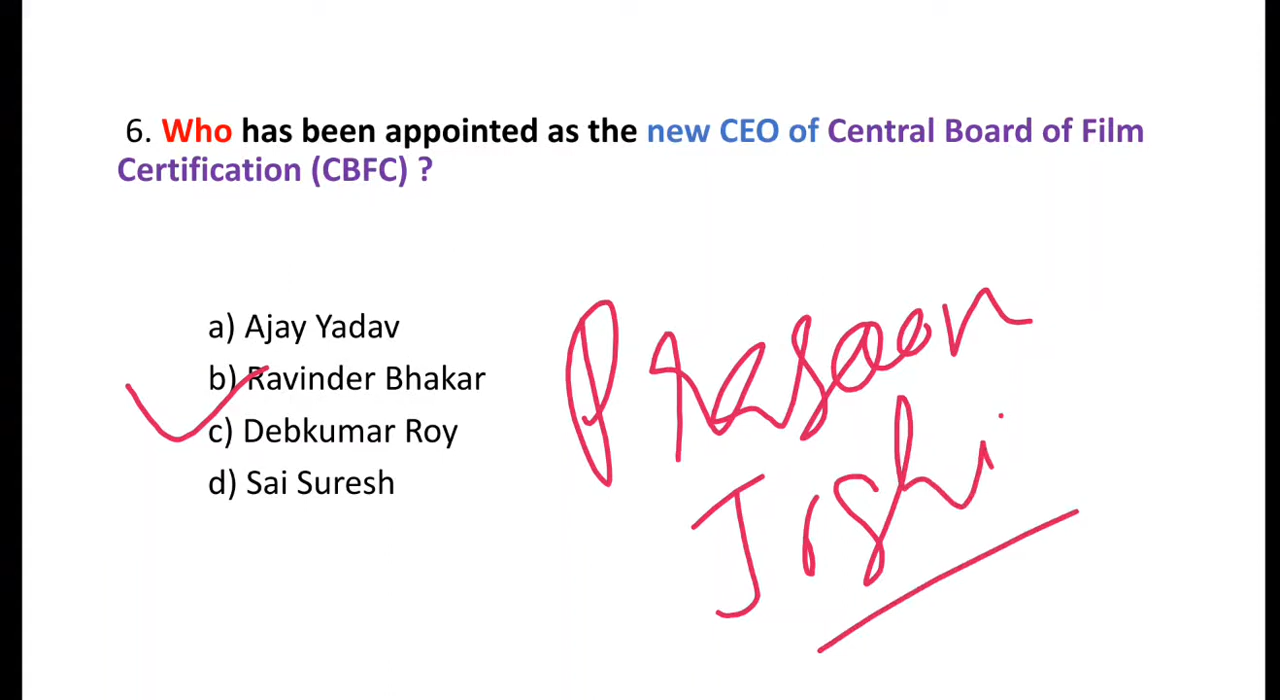 6. Who has been appointed as the new CEO of Central Board of Film
Certification (CBFC) ?
a) Ajay Yadav
b) Ravinder Bhakar
c) Debkumar Roy
d) Sai Suresh
Prasoon
Joshi